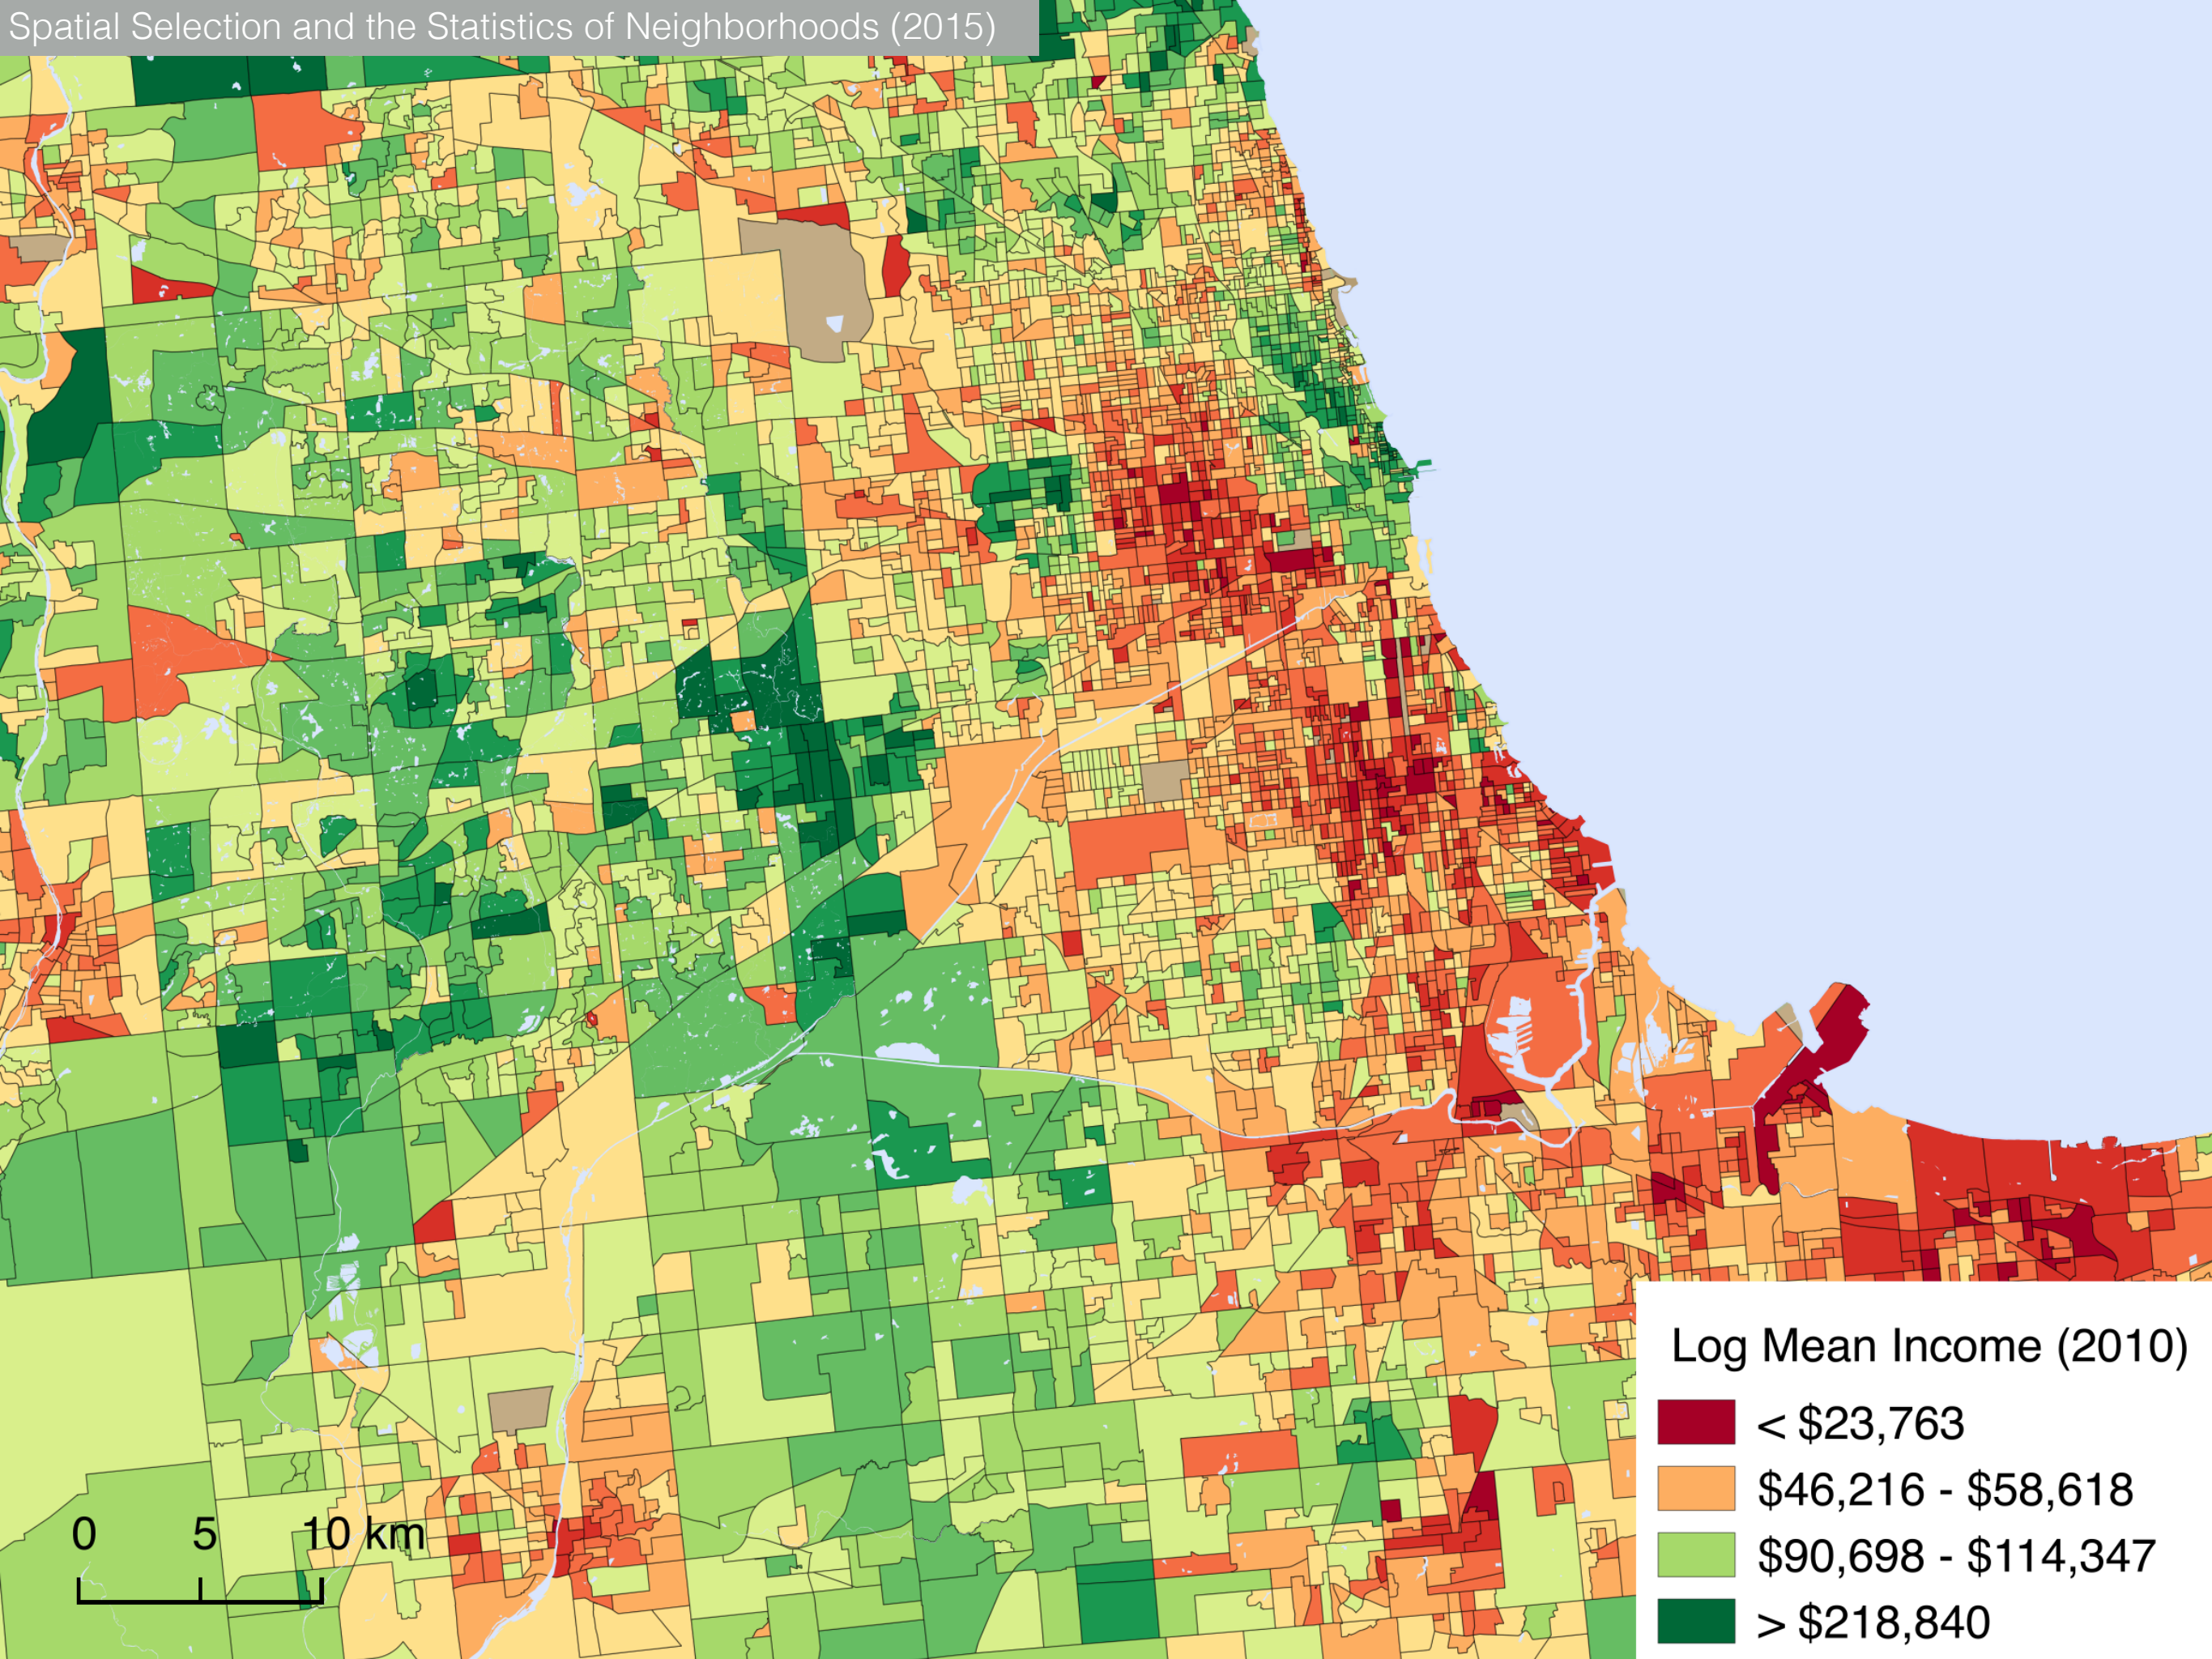 Spatial Selection and the Statistics of Neighborhoods (2015)
Log Mean Income (2010)
< $23,763
$46,216 - $58,618
$90,698 - $114,347
> $218,840
0 5 10 km